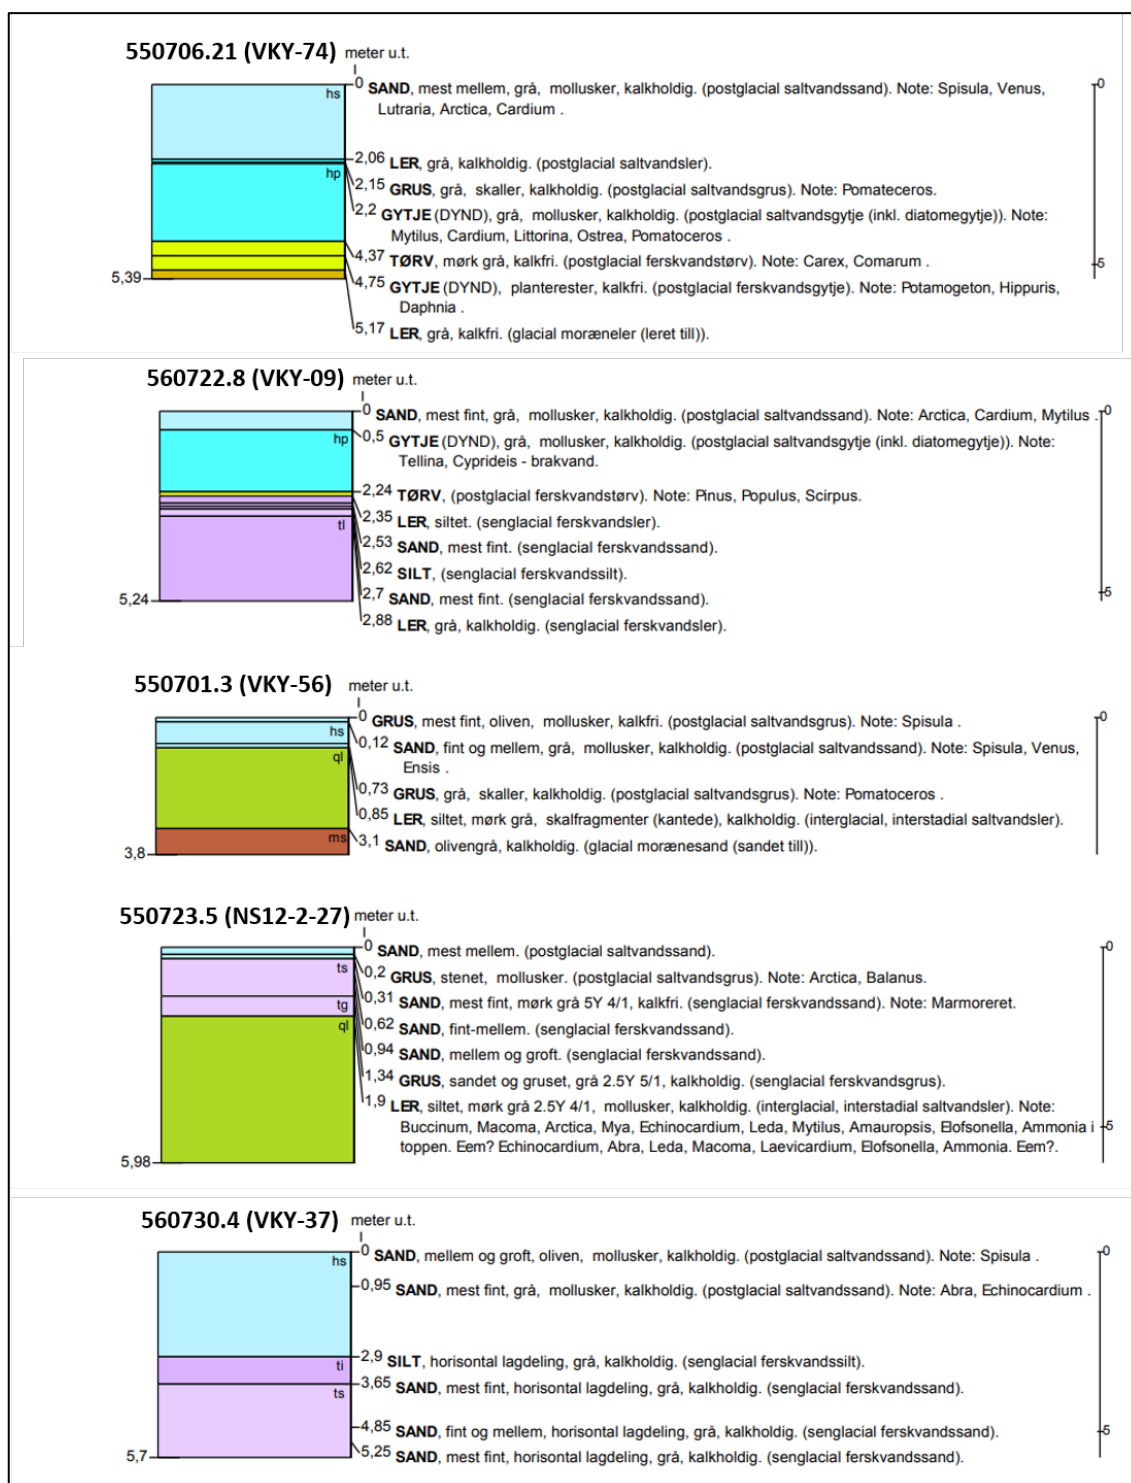 550706.21 (VKY-74) meter u.t.
0 SAND, mest mellem, grå, mollusker, kalkholdig. (postglacial saltvandssand). Note: Spisula, Venus,
Lutraria, Arctica, Cardium .
hs
0
2,06 LER, grå, kalkholdig. (postglacial saltvandsler).
hp
2,15 GRUS, grå, skaller, kalkholdig. (postglacial saltvandsgrus). Note: Pomateceros.
2,2 GYTJE (DYND), grå, mollusker, kalkholdig. (postglacial saltvandsgytje (inkl. diatomegytje)). Note:
Mytilus, Cardium, Littorina, Ostrea, Pomatoceros .
4,37 TØRV, mørk grå, kalkfri. (postglacial ferskvandstørv). Note: Carex, Comarum .
5
5,39
4,75 GYTJE (DYND), planterester, kalkfri. (postglacial ferskvandsgytje). Note: Potamogeton, Hippuris,
Daphnia .
5,17 LER, grå, kalkfri. (glacial moræneler (leret till)).
560722.8 (VKY-09) meter u.t.
0 SAND, mest fint, grå, mollusker, kalkholdig. (postglacial saltvandssand). Note: Arctica, Cardium, Mytilus .
0
hp
0,5 GYTJE (DYND), grå, mollusker, kalkholdig. (postglacial saltvandsgytje (inkl. diatomegytje)). Note:
Tellina, Cyprideis - brakvand.
2,24 TØRV, (postglacial ferskvandstørv). Note: Pinus, Populus, Scirpus.
2,35 LER, siltet. (senglacial ferskvandsler).
tl
2,53 SAND, mest fint. (senglacial ferskvandssand).
2,62 SILT, (senglacial ferskvandssilt).
2,7 SAND, mest fint. (senglacial ferskvandssand).
5
5,24
2,88 LER, grå, kalkholdig. (senglacial ferskvandsler).
550701.3 (VKY-56) meter u.t.
0 GRUS, mest fint, oliven, mollusker, kalkfri. (postglacial saltvandsgrus). Note: Spisula .
0
hs
0,12 SAND, fint og mellem, grå, mollusker, kalkholdig. (postglacial saltvandssand). Note: Spisula, Venus,
Ensis .
ql
0,73 GRUS, grå, skaller, kalkholdig. (postglacial saltvandsgrus). Note: Pomatoceros .
0,85 LER, siltet, mørk grå, skalfragmenter (kantede), kalkholdig. (interglacial, interstadial saltvandsler).
ms
3,1 SAND, olivengrå, kalkholdig. (glacial morænesand (sandet till)).
3,8
550723.5 (NS12-2-27) meter u.t.
0 SAND, mest mellem. (postglacial saltvandssand).
0
ts
0,2 GRUS, stenet, mollusker. (postglacial saltvandsgrus). Note: Arctica, Balanus.
0,31 SAND, mest fint, mørk grå 5Y 4/1, kalkfri. (senglacial ferskvandssand). Note: Marmoreret.
tg
0,62 SAND, fint-mellem. (senglacial ferskvandssand).
ql
0,94 SAND, mellem og groft. (senglacial ferskvandssand).
1,34 GRUS, sandet og gruset, grå 2.5Y 5/1, kalkholdig. (senglacial ferskvandsgrus).
1,9 LER, siltet, mørk grå 2.5Y 4/1, mollusker, kalkholdig. (interglacial, interstadial saltvandsler). Note:
Buccinum, Macoma, Arctica, Mya, Echinocardium, Leda, Mytilus, Amauropsis, Elofsonella, Ammonia i
5
toppen. Eem? Echinocardium, Abra, Leda, Macoma, Laevicardium, Elofsonella, Ammonia. Eem?.
5,98
560730.4 (VKY-37) meter u.t.
0 SAND, mellem og groft, oliven, mollusker, kalkholdig. (postglacial saltvandssand). Note: Spisula .
0
hs
0,95 SAND, mest fint, grå, mollusker, kalkholdig. (postglacial saltvandssand). Note: Abra, Echinocardium .
ti
2,9 SILT, horisontal lagdeling, grå, kalkholdig. (senglacial ferskvandssilt).
ts
3,65 SAND, mest fint, horisontal lagdeling, grå, kalkholdig. (senglacial ferskvandssand).
4,85 SAND, fint og mellem, horisontal lagdeling, grå, kalkholdig. (senglacial ferskvandssand).
5
5,7
5,25 SAND, mest fint, horisontal lagdeling, grå, kalkholdig. (senglacial ferskvandssand).